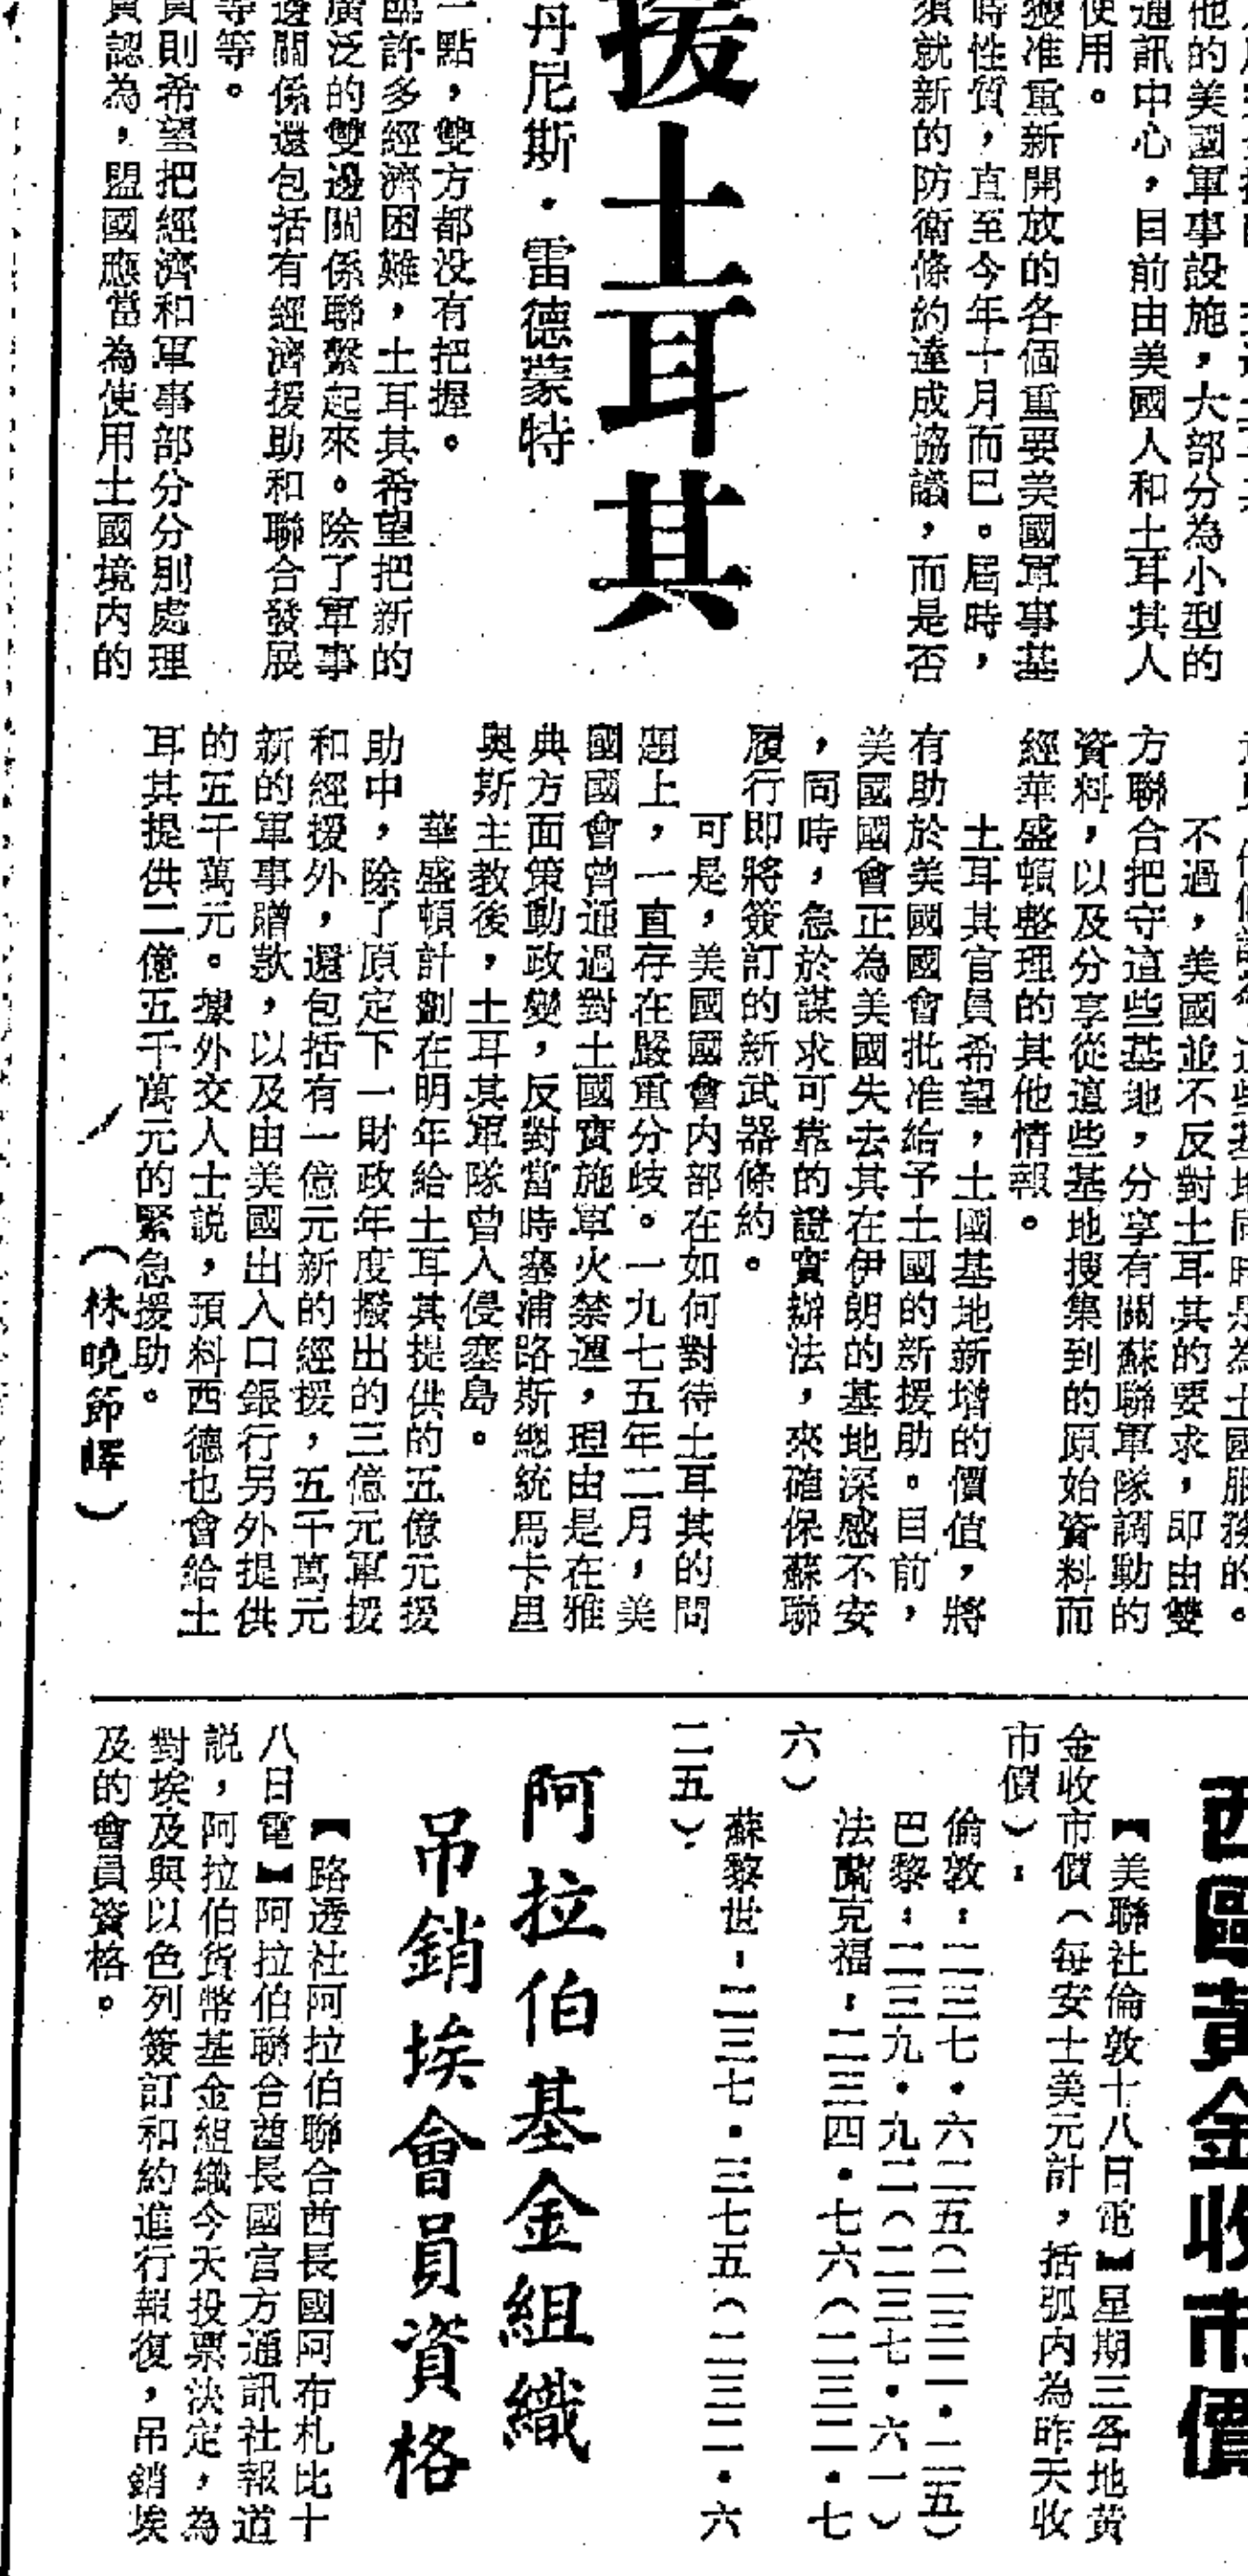 他的美國軍事設施，大部分為小型的
通訊中心，目前由美國人和土耳其人
使用。
獲准重新開放的各個重要美國軍事基
時性質，直至今年十月而已。屆時，
須就新的防衛條約達成協議，而是否
援土耳其
丹尼斯·雷德蒙特
一點，雙方都没有把握。
臨許多經濟困難，土耳其希望把新的
廣泛的雙邊關係聯繫起來。除了軍事
邊關係還包括有經濟援助和聯合發展
等等。
員則希望把經濟和軍事部分分別處理
員認為，盟國應當為使用土國境內的
不過，美國並不反對土耳其的要求，即由雙
方聯合把守這些基地，分享有關蘇聯軍隊調動的
資料，以及分享從這些基地搜集到的原始資料而
經華盛頓整理的其他情報。
土耳其官員希望，土國基地新增的價值，將
有助於美國國會批准給予土國的新援助。目前，
美國國會正為美國失去其在伊朗的基地深感不安
，同時，急於謀求可靠的證實辦法，來確保蘇聯
履行即將簽訂的新武器條約。
可是，美國國會內部在如何對待土耳其的問
題上，一直存在嚴重分歧。一九七五年二月，美
國國會曾通過對土國實施軍火禁運，理由是在雅
典方面策動政變，反對當時塞浦路斯總統馬卡里
奥斯主教後，土耳其軍隊曾入侵塞島。
華盛頓計劃在明年給土耳其提供的五億元援
助中，除了原定下一財政年度撥出的三億元軍援
和經援外，還包括有一億元新的經援，五千萬元
新的軍事贈款，以及由美國出入口銀行另外提供
的五千萬元。據外交人士説，預料西德也會給土
耳其提供二億五千萬元的緊急援助。
（林曉節譯）
西國黃金收市價
【美聯社倫敦十八日電】星期三各地黄
金收市價（每安士美元計，括弧内為昨天收
市價）：
倫敦：二三七·六二五（二三二·二五）
巴黎：二三九·九二（二三七·六一）
法蘭克福：二三四·七六（二三二·七
六）
蘇黎世：二三七·三七五（二三二·六
二五）
阿拉伯基金組織
吊銷埃會員資格
【路透社阿拉伯聯合酋長國阿布札比十
八日電】阿拉伯聯合酋長國官方通訊社報道
説，阿拉伯貨幣基金組織今天投票決定，為
對埃及與以色列簽訂和約進行報復，吊銷埃
及的會員資格。